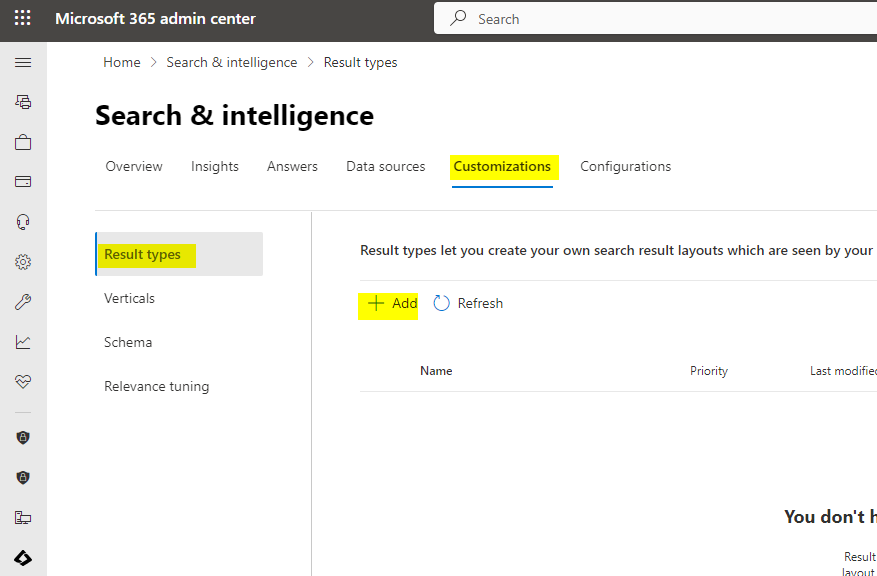 Microsoft 365 admin center
Search
Home > Search & intelligence > Result types
Search & intelligence
Overview Insights Answers Data sources Customizations Configurations
Result types
Verticals
Schema
Relevance tuning
Result types let you create your own search result layouts which are seen by your
+ Add Refresh
Name Priority Last modified
You don't h
Result
layout